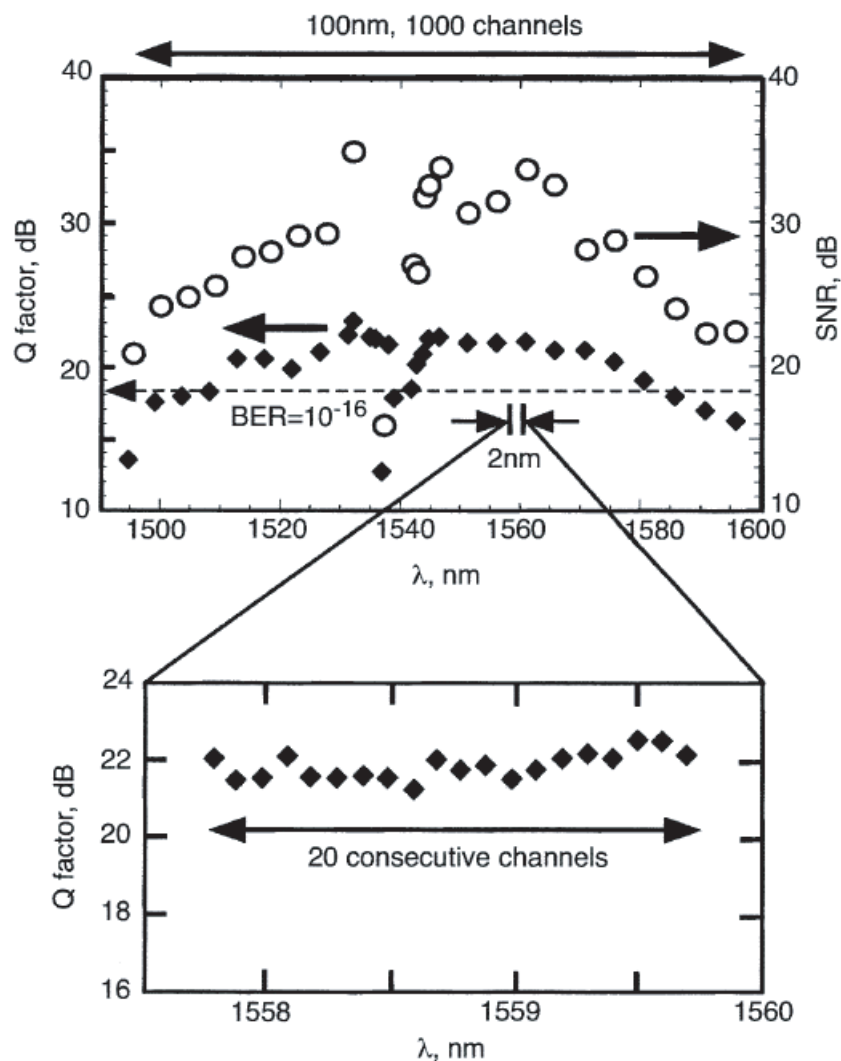 100nm, 1000 channels
40
40
30
30
20
20
10
10
Q factor, dB
SNR, dB
BER=10⁻¹⁶
2nm
1500
1520
1540
1560
1580
1600
λ, nm
24
22
20
18
16
Q factor, dB
20 consecutive channels
1558
1559
1560
λ, nm